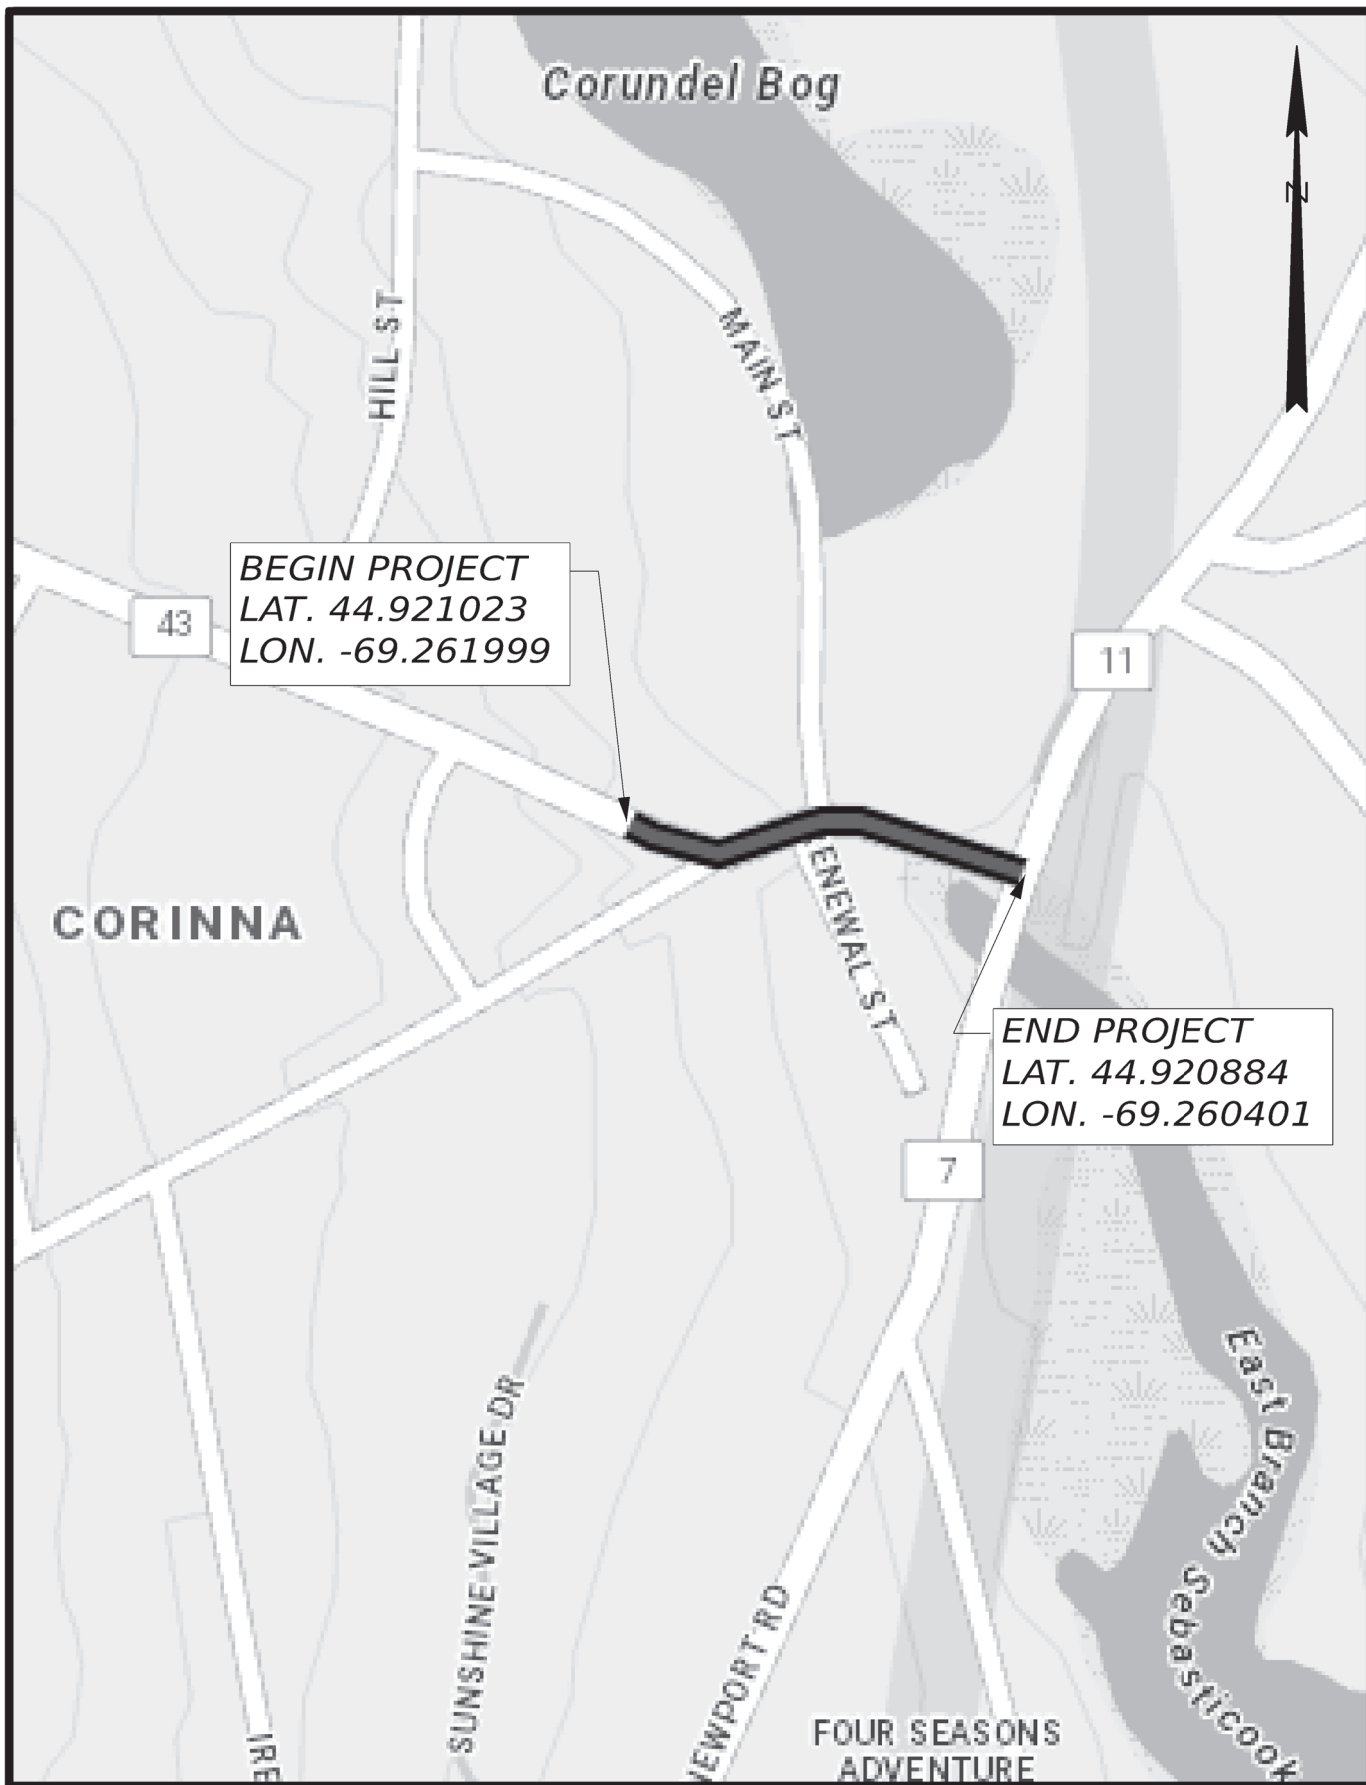 Corundel Bog
N
HILL ST
MAIN ST
BEGIN PROJECT
LAT. 44.921023
LON. -69.261999
43
11
CORINNA
ENEWAL ST
END PROJECT
LAT. 44.920884
LON. -69.260401
7
East Branch Sebasticook
SUNSHINE VILLAGE DR
EWPORT RD
IRE
FOUR SEASONS
ADVENTURE